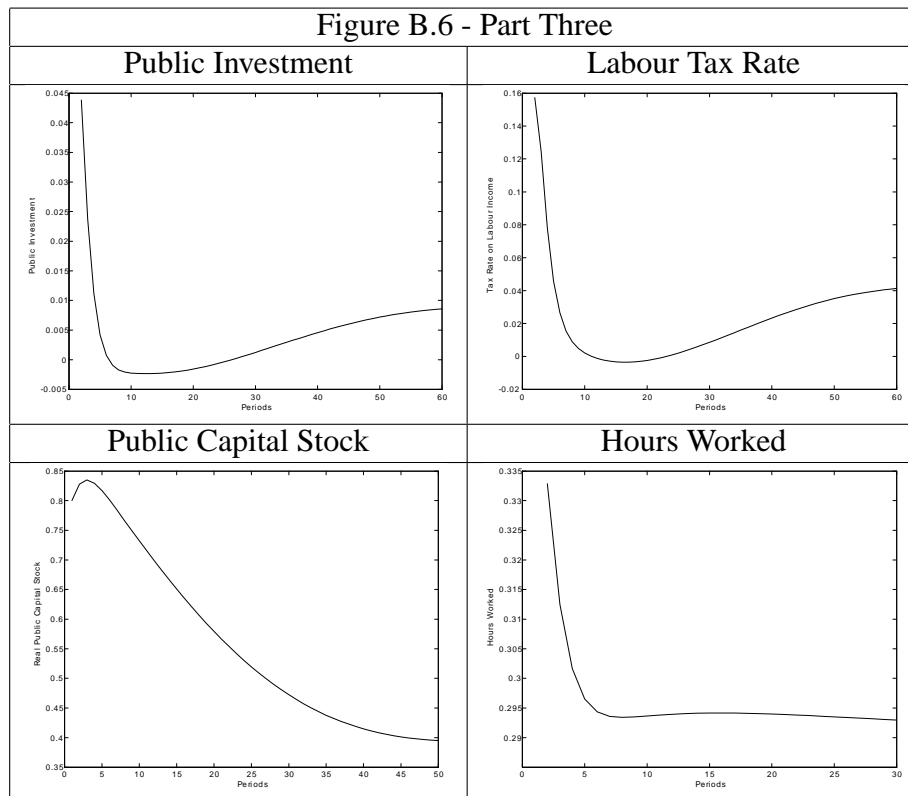 Figure B.6 - Part Three
Public Investment
Labour Tax Rate
0.045
0.04
0.035
0.03
0.025
0.02
0.015
0.01
0.005
0
-0.005
Public Investment
0 10 20 30 40 50 60
Periods
0.16
0.14
0.12
0.1
0.08
0.06
0.04
0.02
0
-0.02
Tax Rate on Labour Income
0 10 20 30 40 50 60
Periods
Public Capital Stock
Hours Worked
0.85
0.8
0.75
0.7
0.65
0.6
0.55
0.5
0.45
0.4
0.35
Real Public Capital Stock
0 5 10 15 20 25 30 35 40 45 50
Periods
0.335
0.33
0.325
0.32
0.315
0.31
0.305
0.3
0.295
0.29
Hours Worked
0 5 10 15 20 25 30
Periods